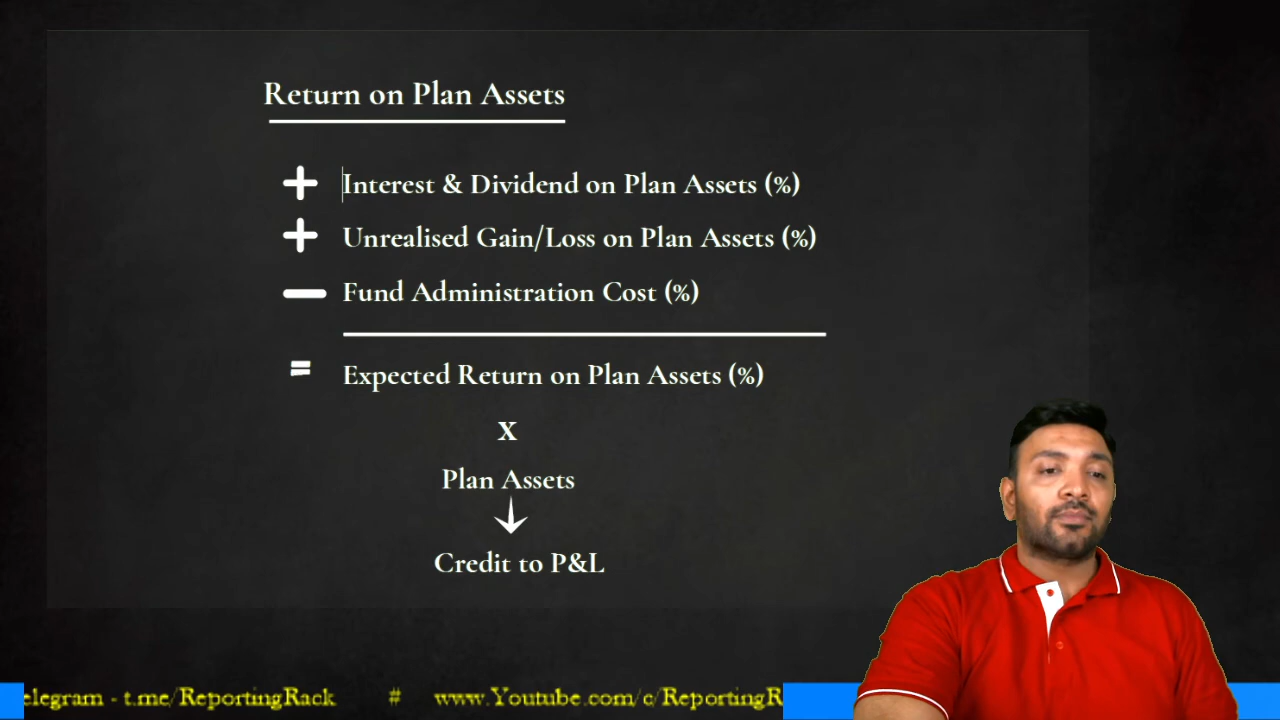 Return on Plan Assets
+ Interest & Dividend on Plan Assets (%)
+ Unrealised Gain/Loss on Plan Assets (%)
− Fund Administration Cost (%)
= Expected Return on Plan Assets (%)
x
Plan Assets
↓
Credit to P&L
elegram - t.me/ReportingRack # www.Youtube.com/c/ReportingR